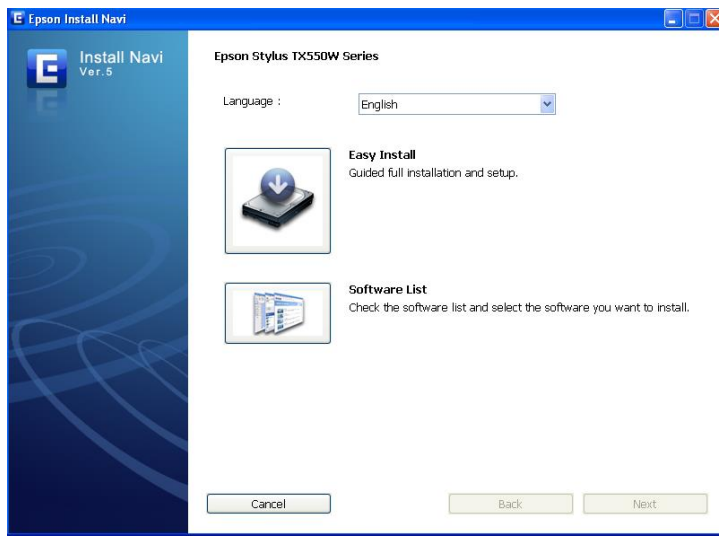 Epson Install Navi
Install Navi
Ver.5
Epson Stylus TX550W Series
Language :
English
Easy Install
Guided full installation and setup.
Software List
Check the software list and select the software you want to install.
Cancel
Back
Next